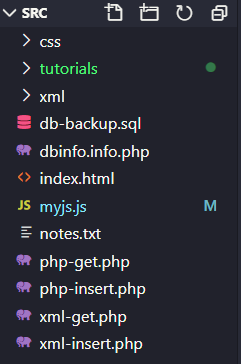 SRC
css
tutorials
xml
db-backup.sql
dbinfo.info.php
<> index.html
JS myjs.js M
notes.txt
php-get.php
php-insert.php
xml-get.php
xml-insert.php